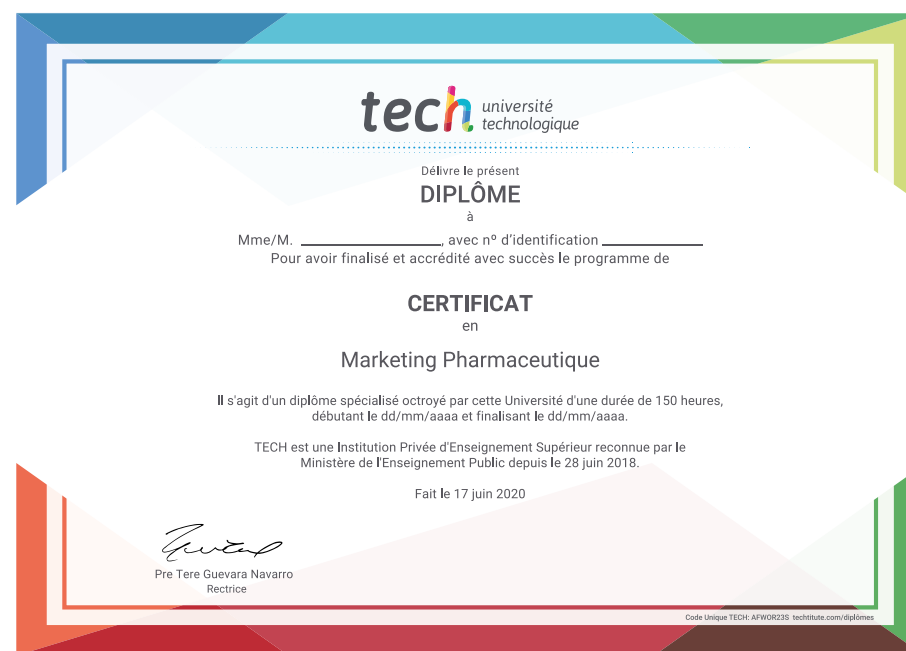 tech université
technologique
Délivre le présent
DIPLÔME
à
Mme/M. ____________________, avec nº d'identification ______________
Pour avoir finalisé et accrédité avec succès le programme de
CERTIFICAT
en
Marketing Pharmaceutique
Il s'agit d'un diplôme spécialisé octroyé par cette Université d'une durée de 150 heures,
débutant le dd/mm/aaaa et finalisant le dd/mm/aaaa.
TECH est une Institution Privée d'Enseignement Supérieur reconnue par le
Ministère de l'Enseignement Public depuis le 28 juin 2018.
Fait le 17 juin 2020
Pre Tere Guevara Navarro
Rectrice
Code Unique TECH: AFWOR23S techtitute.com/diplômes